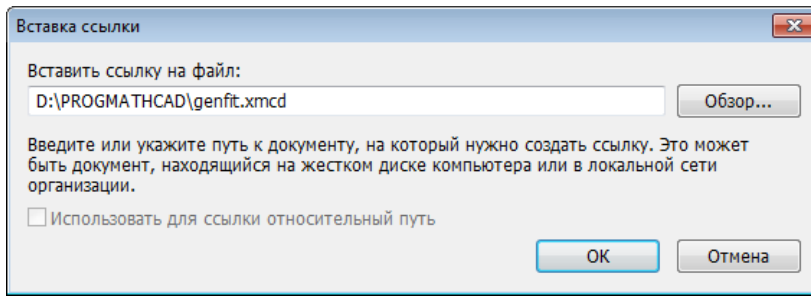 Вставка ссылки
Вставить ссылку на файл:
D:\PROGMATHCAD\genfit.xmcd
Обзор...
Введите или укажите путь к документу, на который нужно создать ссылку. Это может
быть документ, находящийся на жестком диске компьютера или в локальной сети
организации.
Использовать для ссылки относительный путь
ОК
Отмена